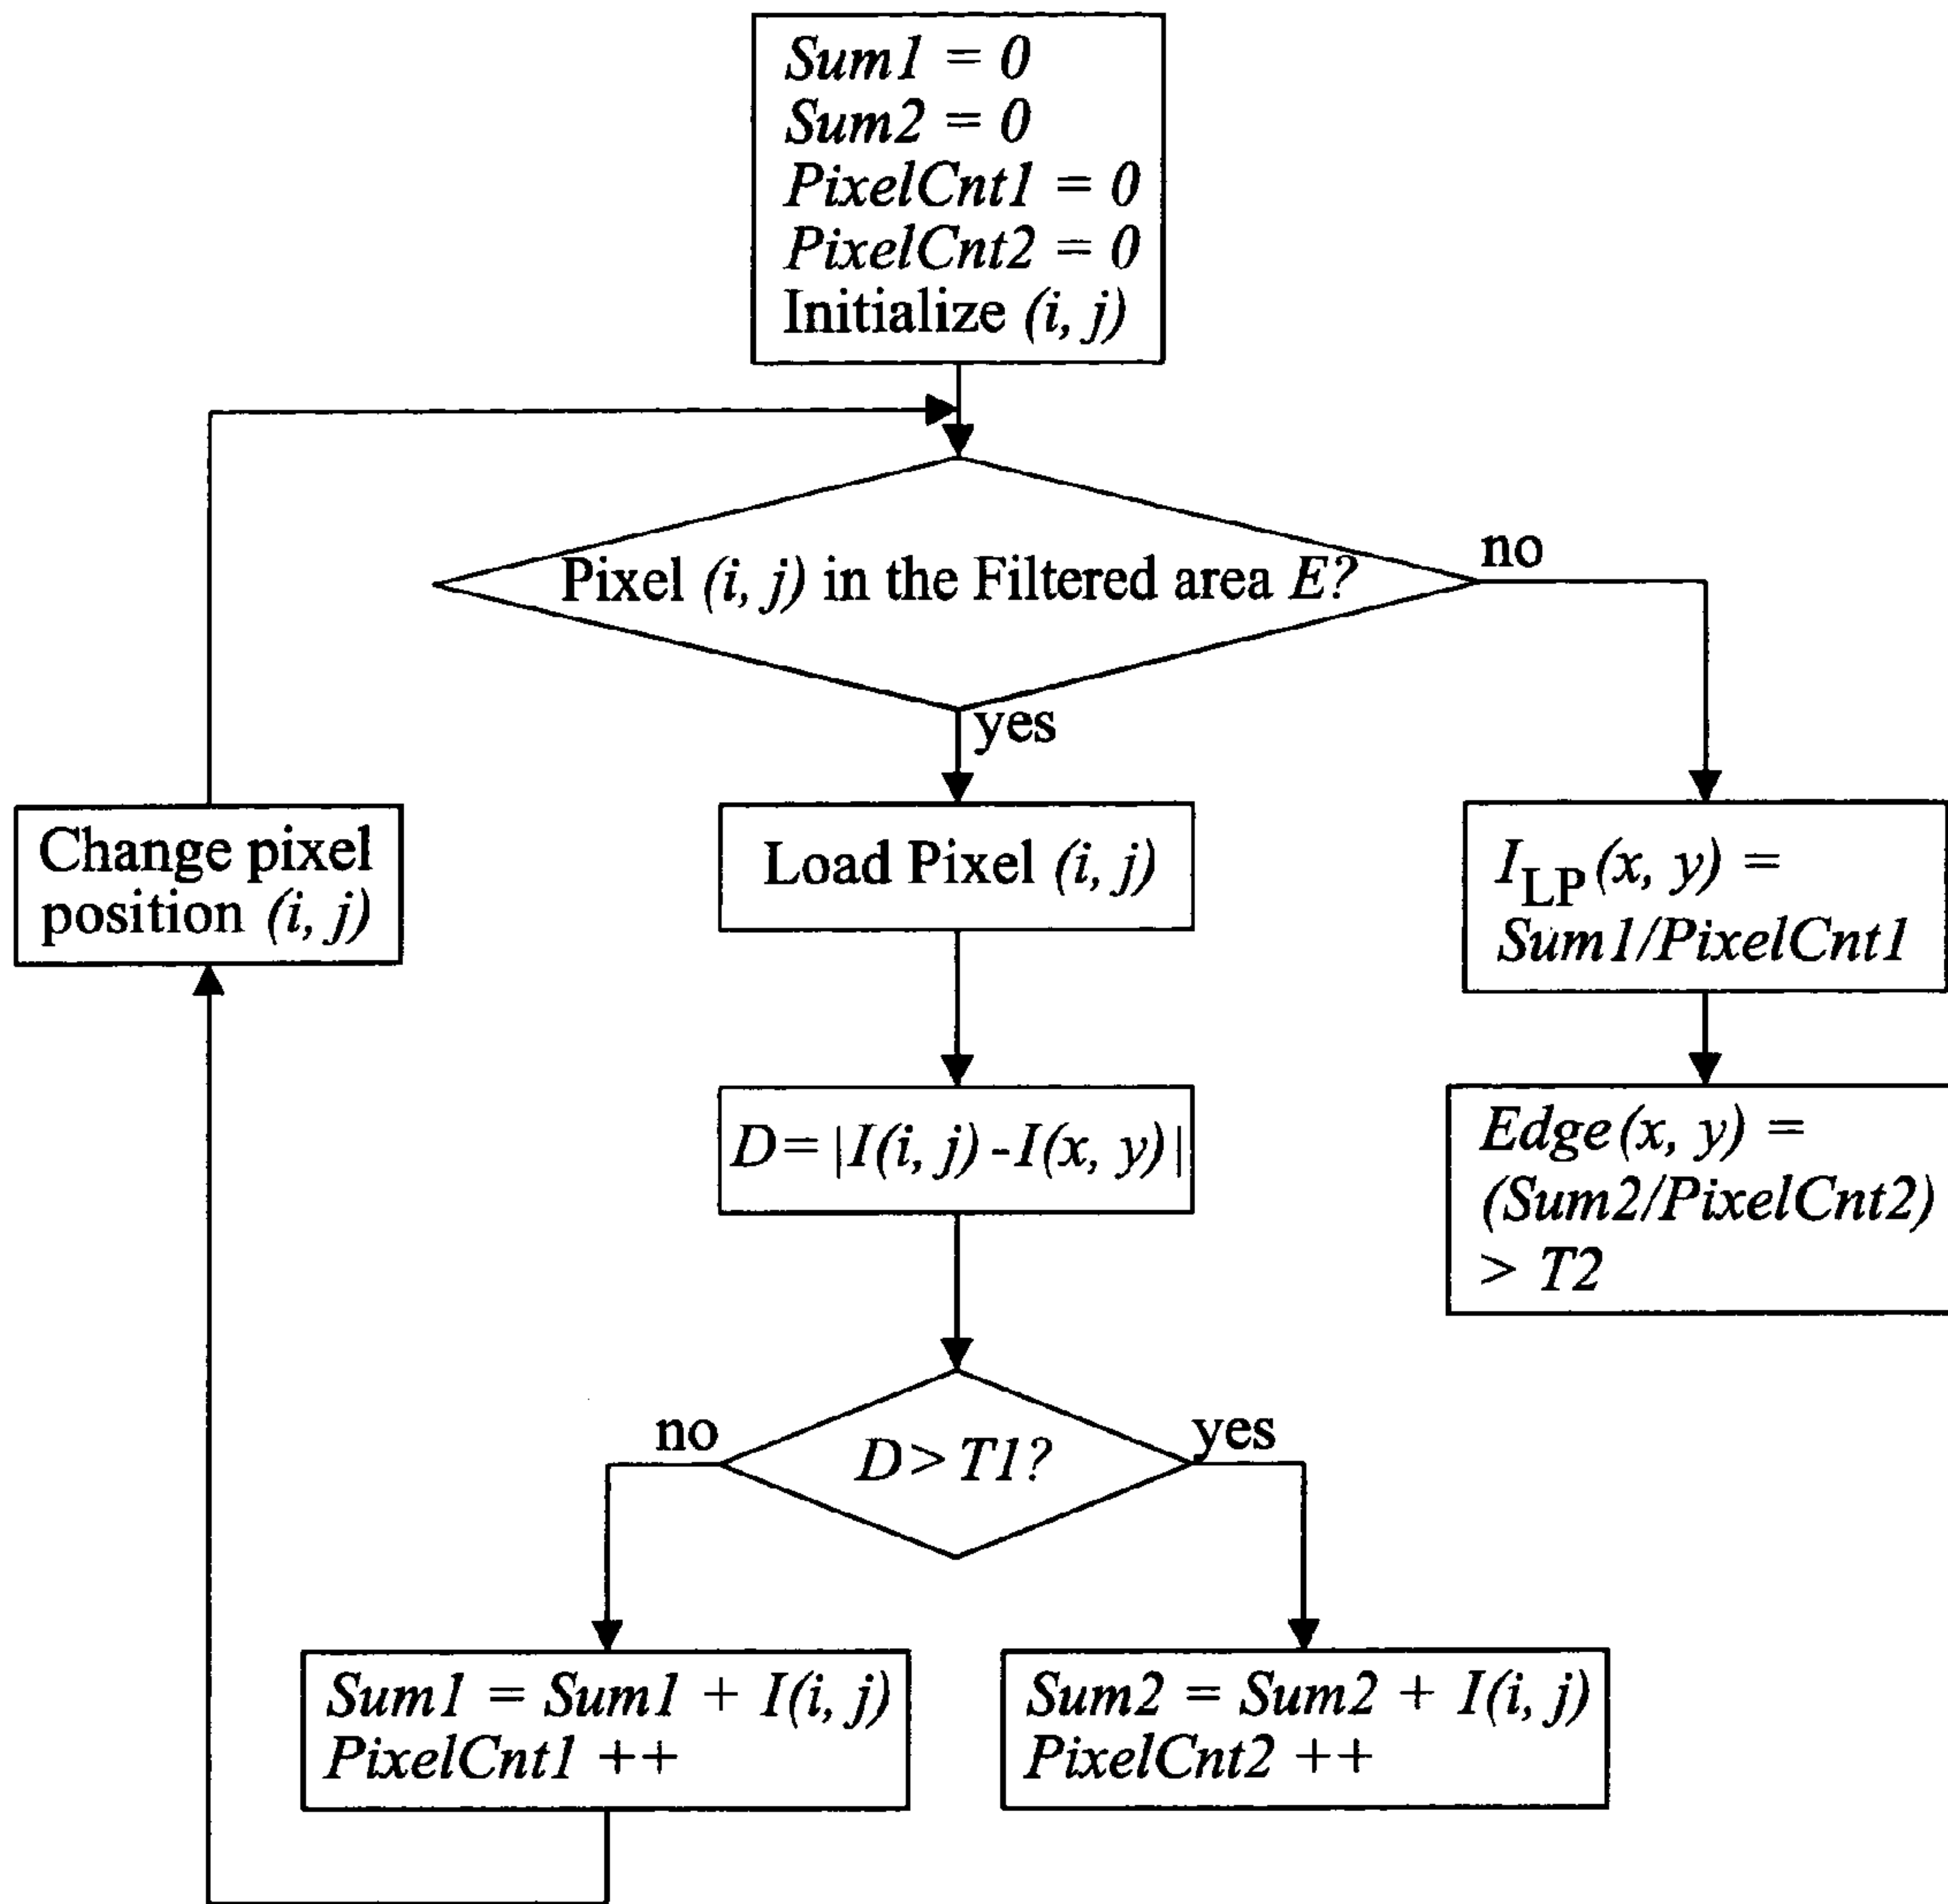 Sum1 = 0
Sum2 = 0
PixelCnt1 = 0
PixelCnt2 = 0
Initialize (i, j)
Pixel (i, j) in the Filtered area E?
no
yes
Change pixel
position (i, j)
Load Pixel (i, j)
I_LP (x, y) =
Sum1/PixelCnt1
D = |I(i, j) - I(x, y)|
Edge (x, y) =
(Sum2/PixelCnt2)
> T2
no
D > T1?
yes
Sum1 = Sum1 + I(i, j)
PixelCnt1 ++
Sum2 = Sum2 + I(i, j)
PixelCnt2 ++